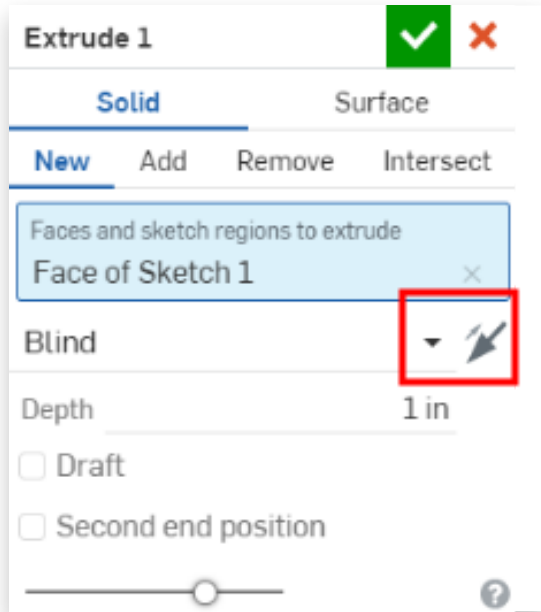 Extrude 1
Solid Surface
New Add Remove Intersect
Faces and sketch regions to extrude
Face of Sketch 1
Blind
Depth 1 in
Draft
Second end position